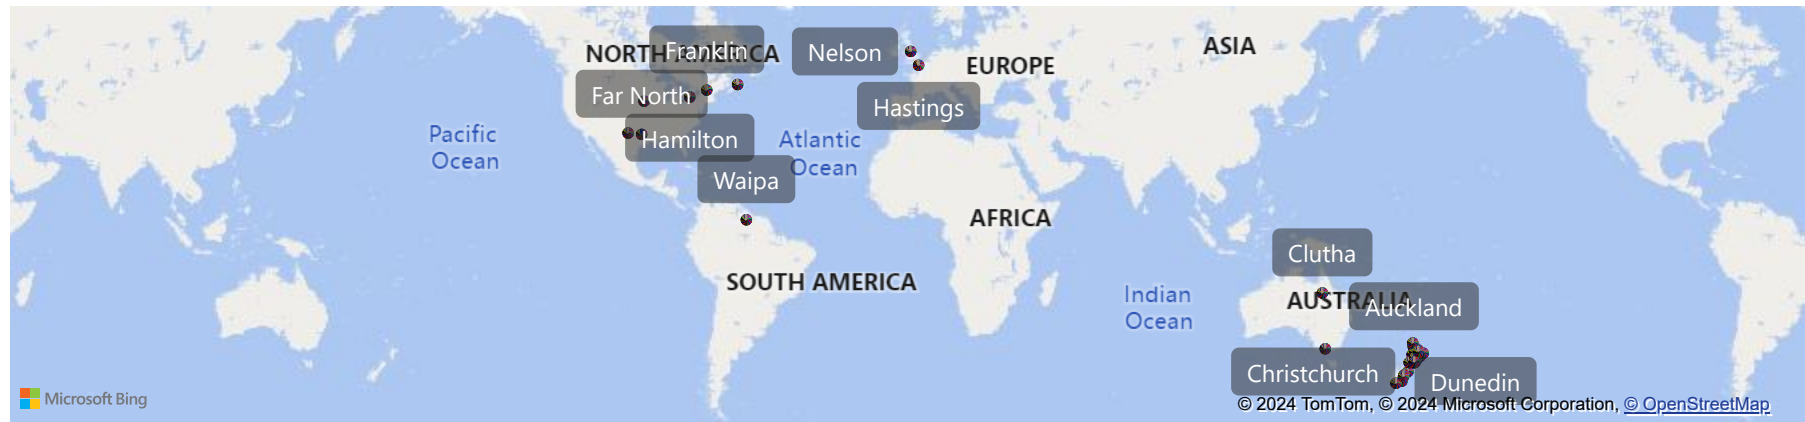 NORTH AMERICA
Franklin
Nelson
ASIA
EUROPE
Far North
Hastings
Pacific
Ocean
Hamilton
Atlantic
Ocean
Waipa
AFRICA
Clutha
SOUTH AMERICA
Indian
Ocean
AUSTRALIA
Auckland
Christchurch
Dunedin
Microsoft Bing
© 2024 TomTom, © 2024 Microsoft Corporation, © OpenStreetMap